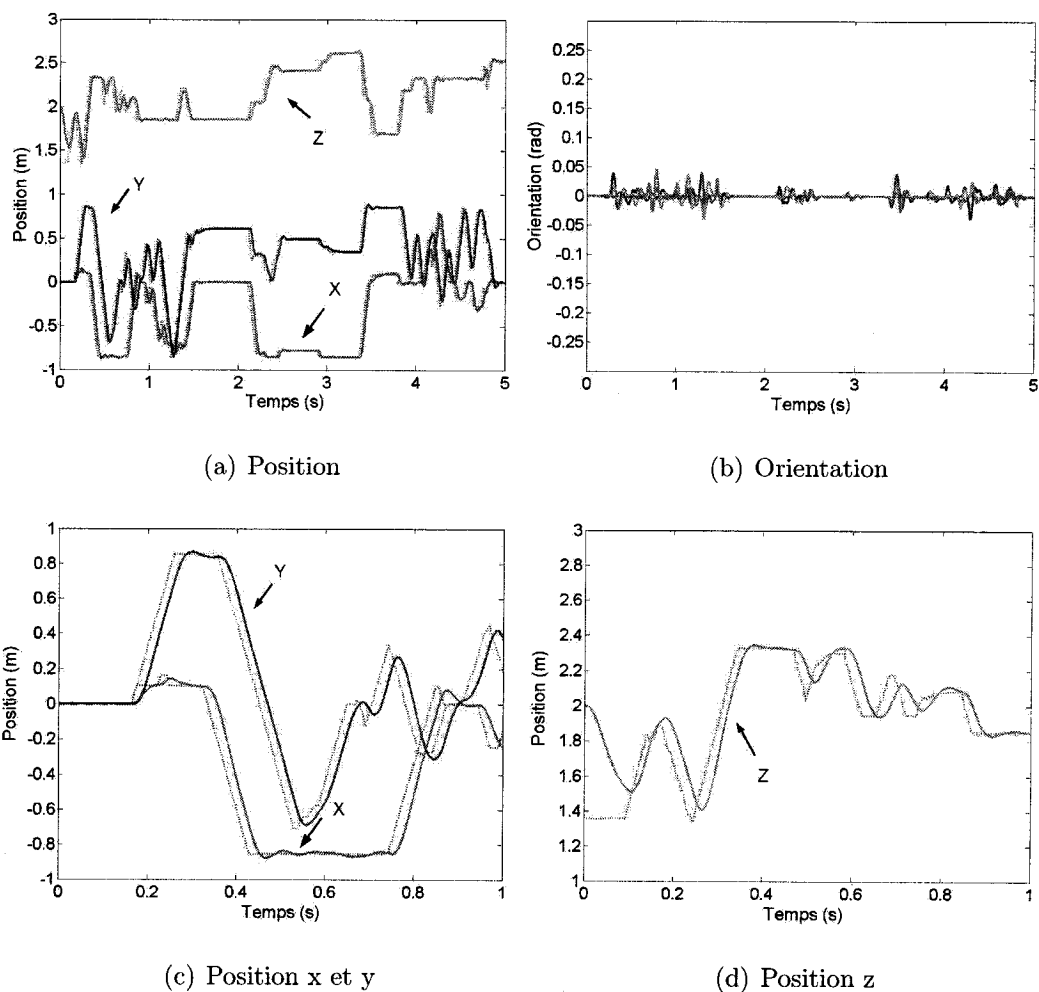 3
2.5
2
1.5
1
0.5
0
-0.5
-1
Position (m)
Z
Y
X
0 1 2 3 4 5
Temps (s)
(a) Position
0.25
0.2
0.15
0.1
0.05
0
-0.05
-0.1
-0.15
-0.2
-0.25
Orientation (rad)
0 1 2 3 4 5
Temps (s)
(b) Orientation
1
0.8
0.6
0.4
0.2
0
-0.2
-0.4
-0.6
-0.8
-1
Position (m)
Y
X
0 0.2 0.4 0.6 0.8 1
Temps (s)
(c) Position x et y
3
2.8
2.6
2.4
2.2
2
1.8
1.6
1.4
1.2
1
Position (m)
Z
0 0.2 0.4 0.6 0.8 1
Temps (s)
(d) Position z